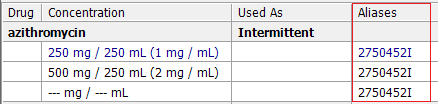 Drug Concentration Used As Aliases
azithromycin Intermittent
250 mg / 250 mL (1 mg / mL) 2750452I
500 mg / 250 mL (2 mg / mL) 2750452I
--- mg / --- mL 2750452I